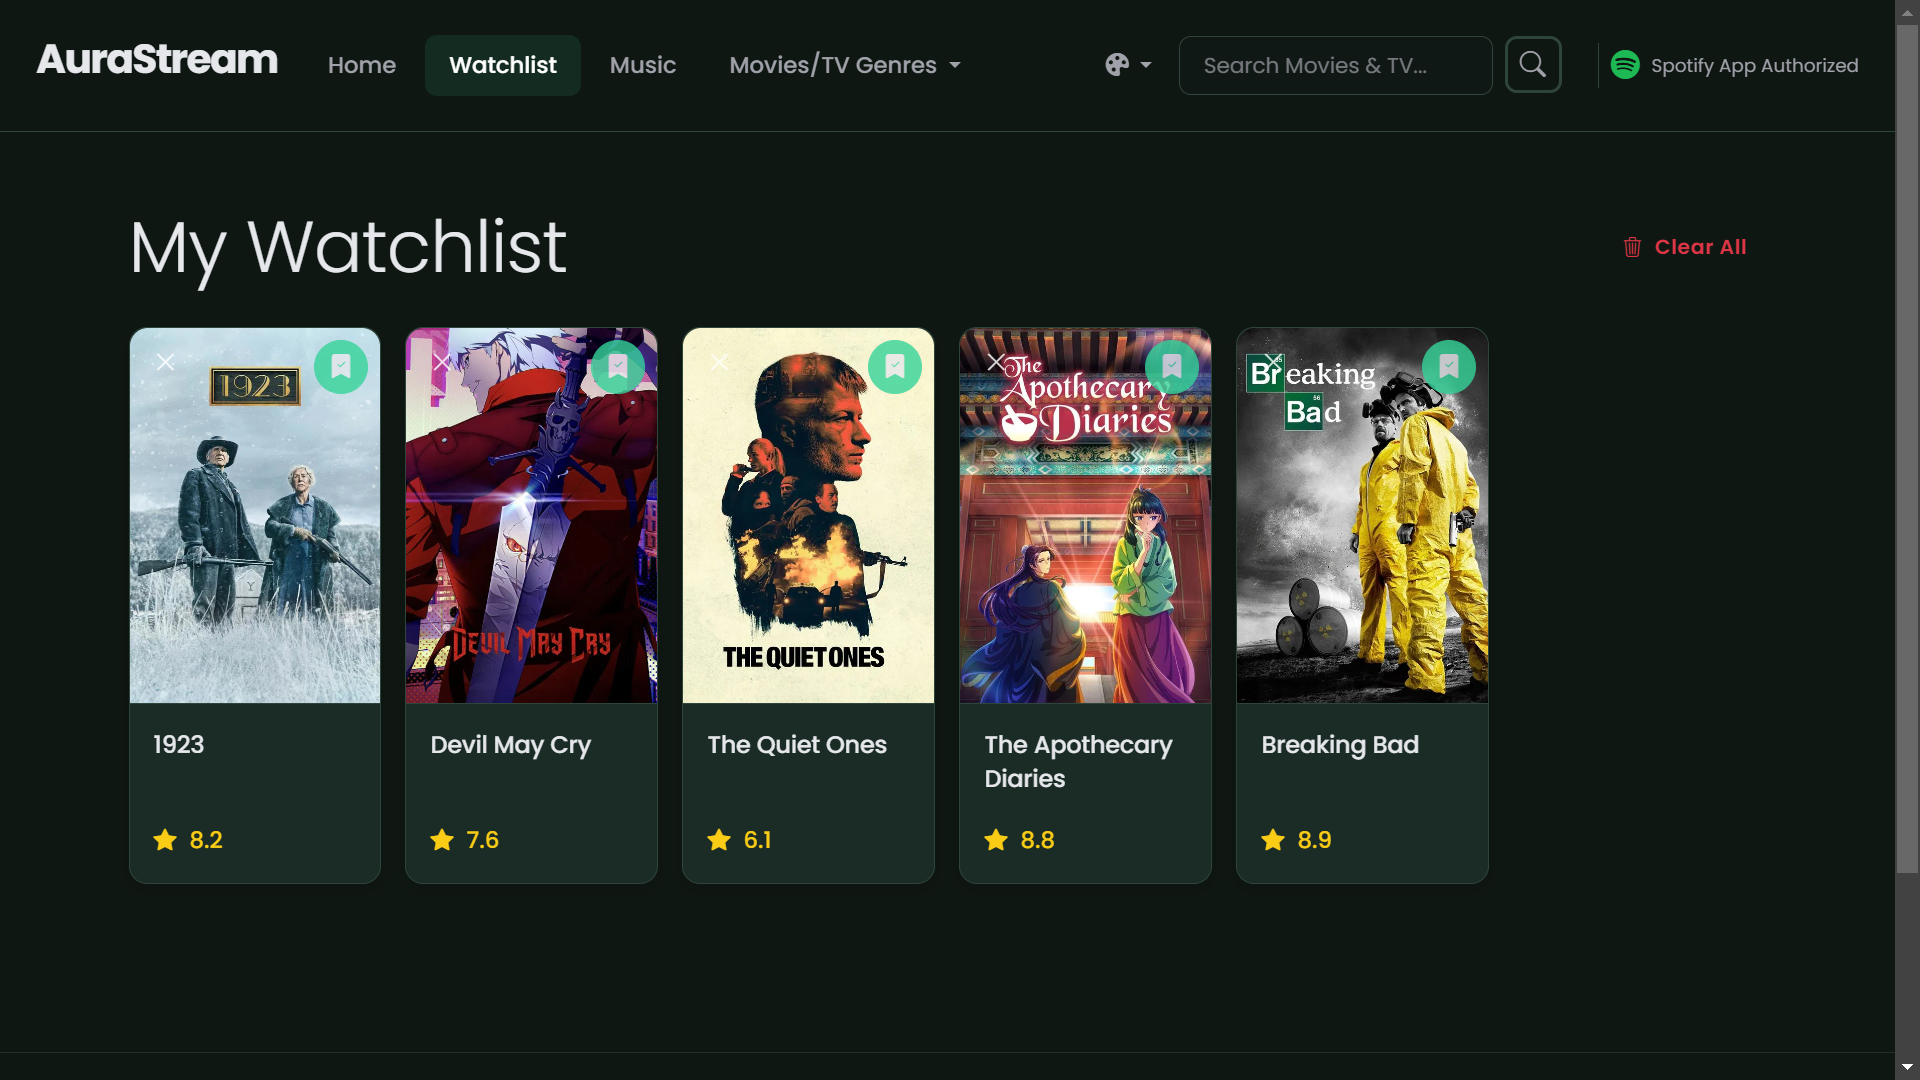 AuraStream
Home
Watchlist
Music
Movies/TV Genres
Search Movies & TV...
Spotify App Authorized
My Watchlist
Clear All
1923
DEVIL MAY CRY
THE QUIET ONES
The
Apothecary
Diaries
35
Breaking
56
Bad
1923
Devil May Cry
The Quiet Ones
The Apothecary
Diaries
Breaking Bad
8.2
7.6
6.1
8.8
8.9